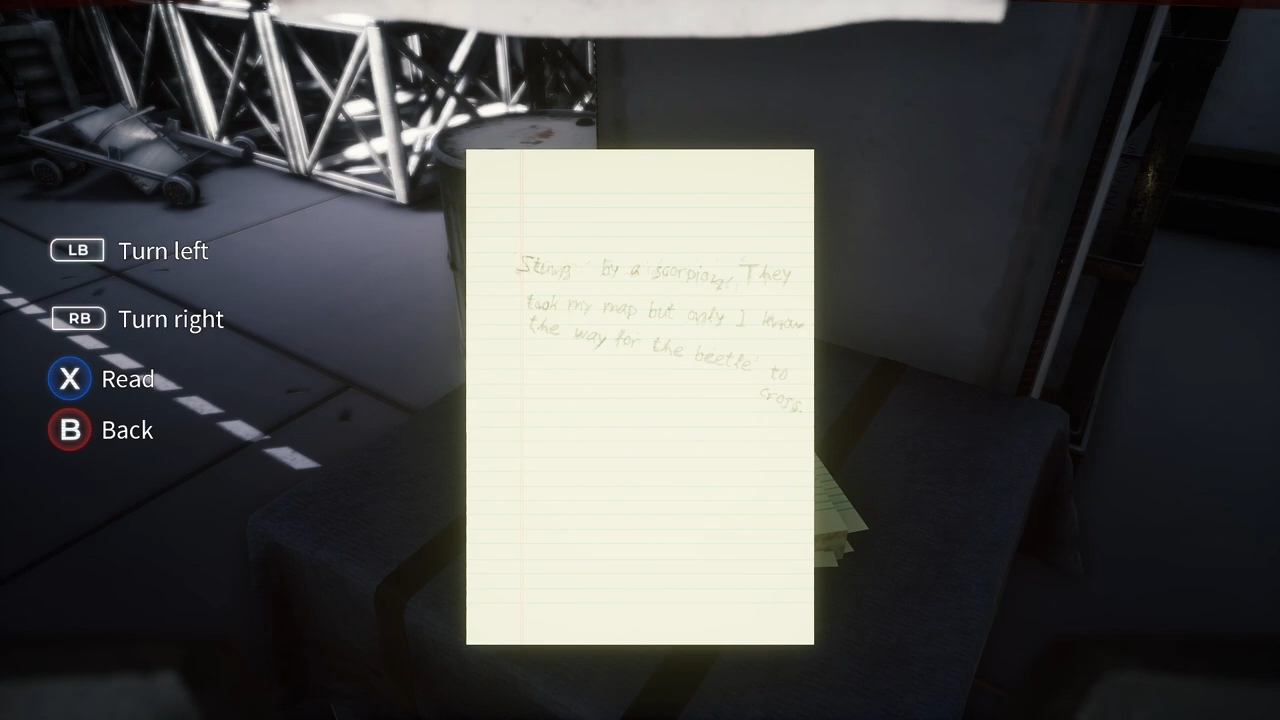 LB Turn left
RB Turn right
X Read
B Back
Stung by a scorpion! They
took my map but only I know
the way for the beetle to
cross.